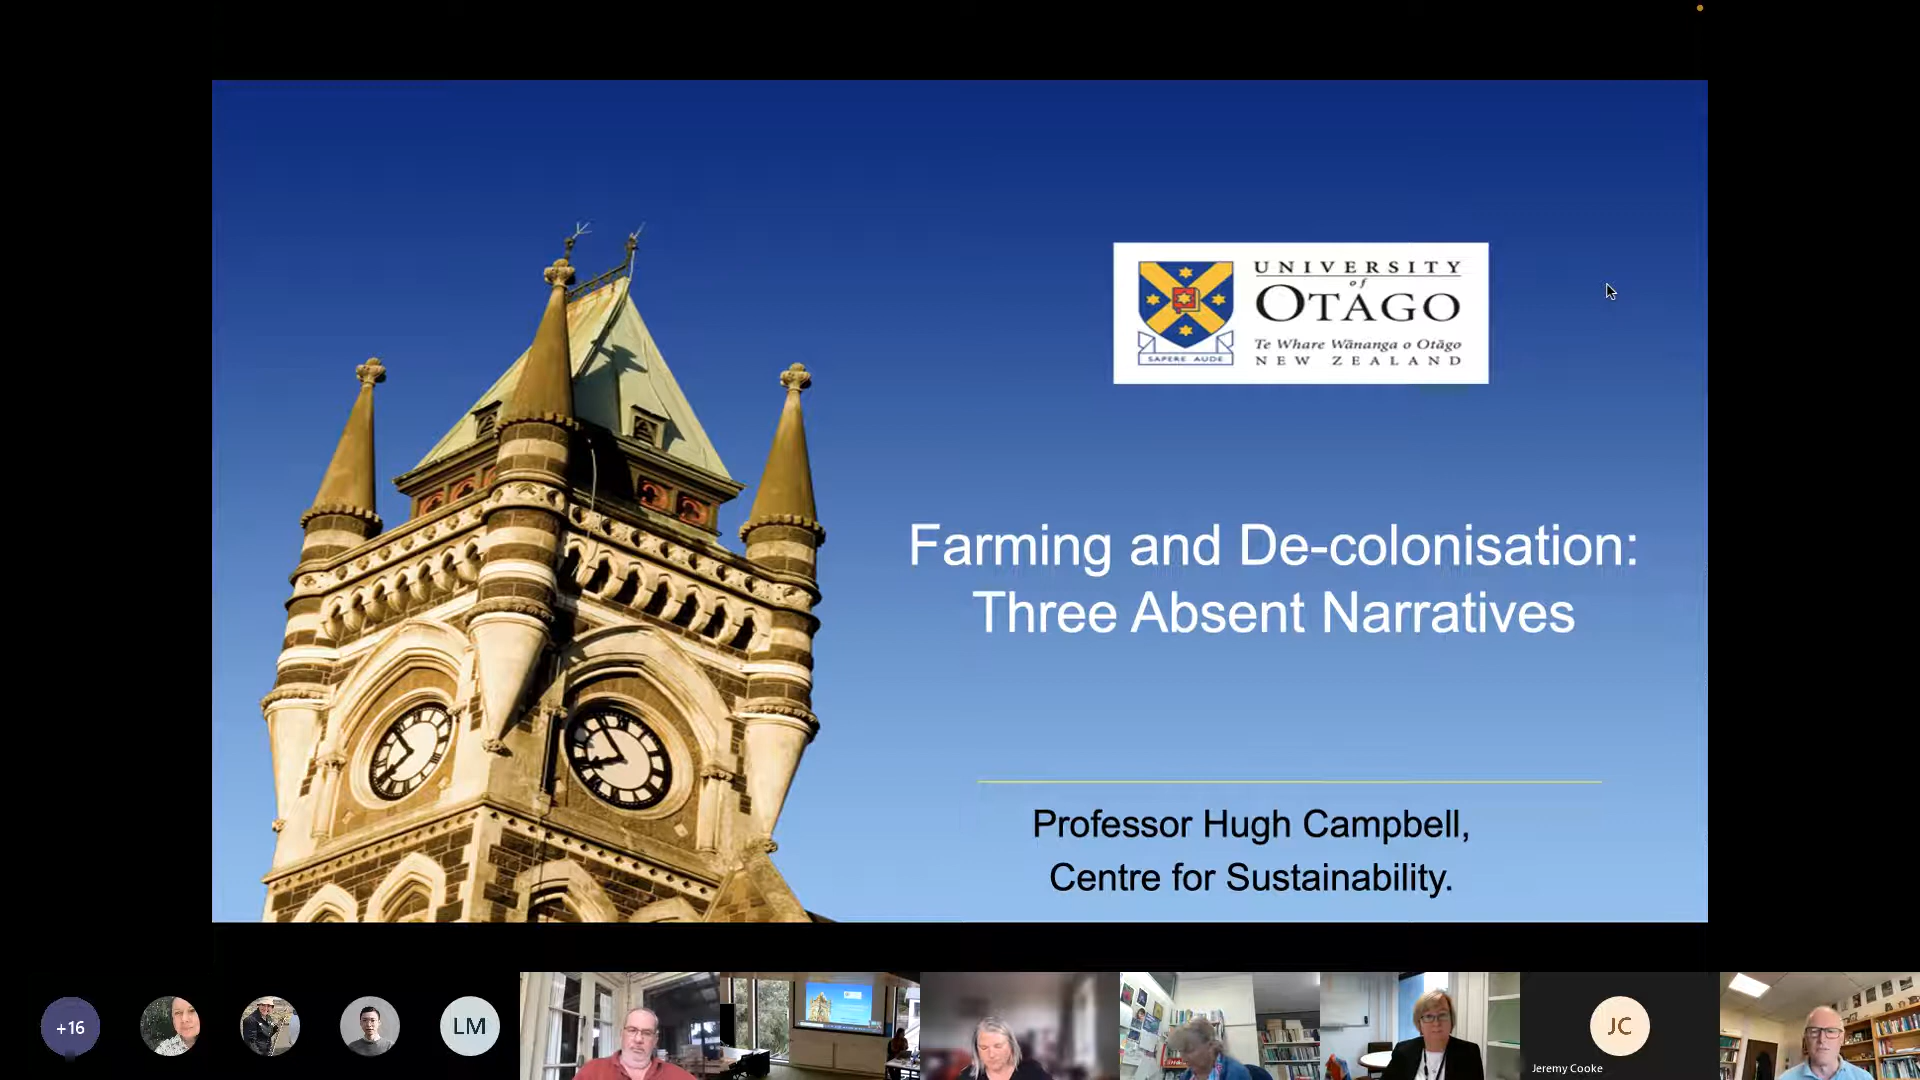 UNIVERSITY
of
OTAGO
Te Whare Wānanga o Otāgo
NEW ZEALAND
SAPERE AUDE
Farming and De-colonisation:
Three Absent Narratives
Professor Hugh Campbell,
Centre for Sustainability.
+16
LM
JC
Jeremy Cooke